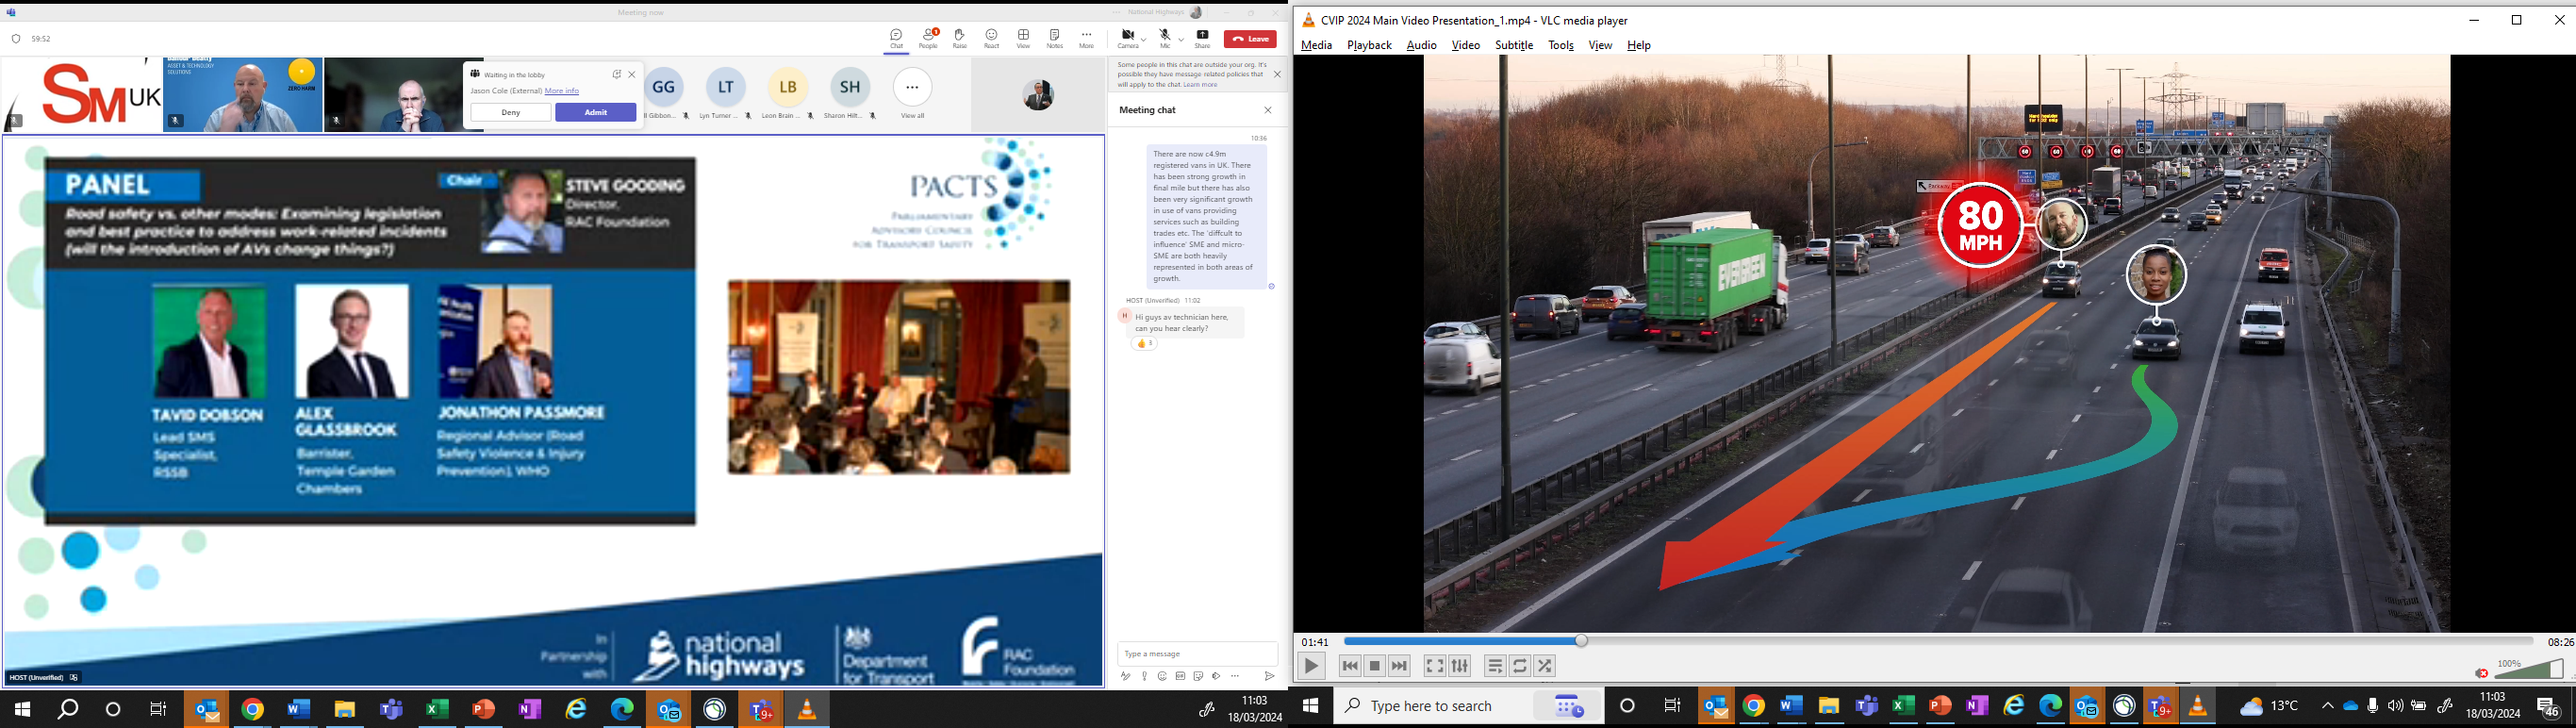 Meeting now
National Highways
59:52
Chat
People
1
Raise
React
View
Notes
More
Camera
Mic
Share
Leave
SM UK
ASSET & TECHNOLOGY
SOLUTIONS
ZERO HARM
Waiting in the lobby
Jason Cole (External) More info
Deny
Admit
GG
LT
LB
SH
...
ll Gibbon...
Lyn Turner ...
Leon Brain ...
Sharon Hilt...
View all
Some people in this chat are outside your org. It's
possible they have message related policies that
will apply to the chat. Learn more
Meeting chat
10:36
There are now c4.9m
registered vans in UK. There
has been strong growth in
final mile but there has also
been very significant growth
in use of vans providing
services such as building
trades etc. The 'diffcult to
influence' SME and micro-
SME are both heavily
represented in both areas of
growth.
HOST (Unverified) 11:02
H
Hi guys av technician here,
can you hear clearly?
3
Type a message
PANEL
Road safety vs. other modes: Examining legislation
and best practice to address work-related incidents
(will the introduction of AVs change things?)
Chair
STEVE GOODING
Director,
RAC Foundation
TAVID DOBSON
Lead SMS
Specialist,
RSSB
ALEX
GLASSBROOK
Barrister,
Temple Garden
Chambers
JONATHON PASSMORE
Regional Advisor (Road
Safety Violence & Injury
Prevention), WHO
PACTS
PARLIAMENTARY
ADVISORY COUNCIL
FOR TRANSPORT SAFETY
In
Partnership
with
national
highways
Department
for Transport
RAC
Foundation
HOST (Unverified)
11:03
18/03/2024
CVIP 2024 Main Video Presentation_1.mp4 - VLC media player
Media Playback Audio Video Subtitle Tools View Help
80
MPH
60
60
60
60
01:41
08:26
100%
Type here to search
9+
13°C
11:03
18/03/2024
46